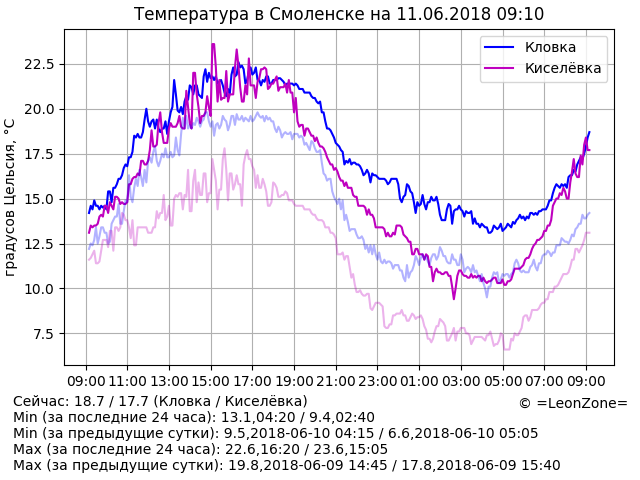 Температура в Смоленске на 11.06.2018 09:10
Кловка
Киселёвка
градусов Цельсия, °C
22.5
20.0
17.5
15.0
12.5
10.0
7.5
09:00 11:00 13:00 15:00 17:00 19:00 21:00 23:00 01:00 03:00 05:00 07:00 09:00
Сейчас: 18.7 / 17.7 (Кловка / Киселёвка)
© =LeonZone=
Min (за последние 24 часа): 13.1,04:20 / 9.4,02:40
Min (за предыдущие сутки): 9.5,2018-06-10 04:15 / 6.6,2018-06-10 05:05
Max (за последние 24 часа): 22.6,16:20 / 23.6,15:05
Max (за предыдущие сутки): 19.8,2018-06-09 14:45 / 17.8,2018-06-09 15:40